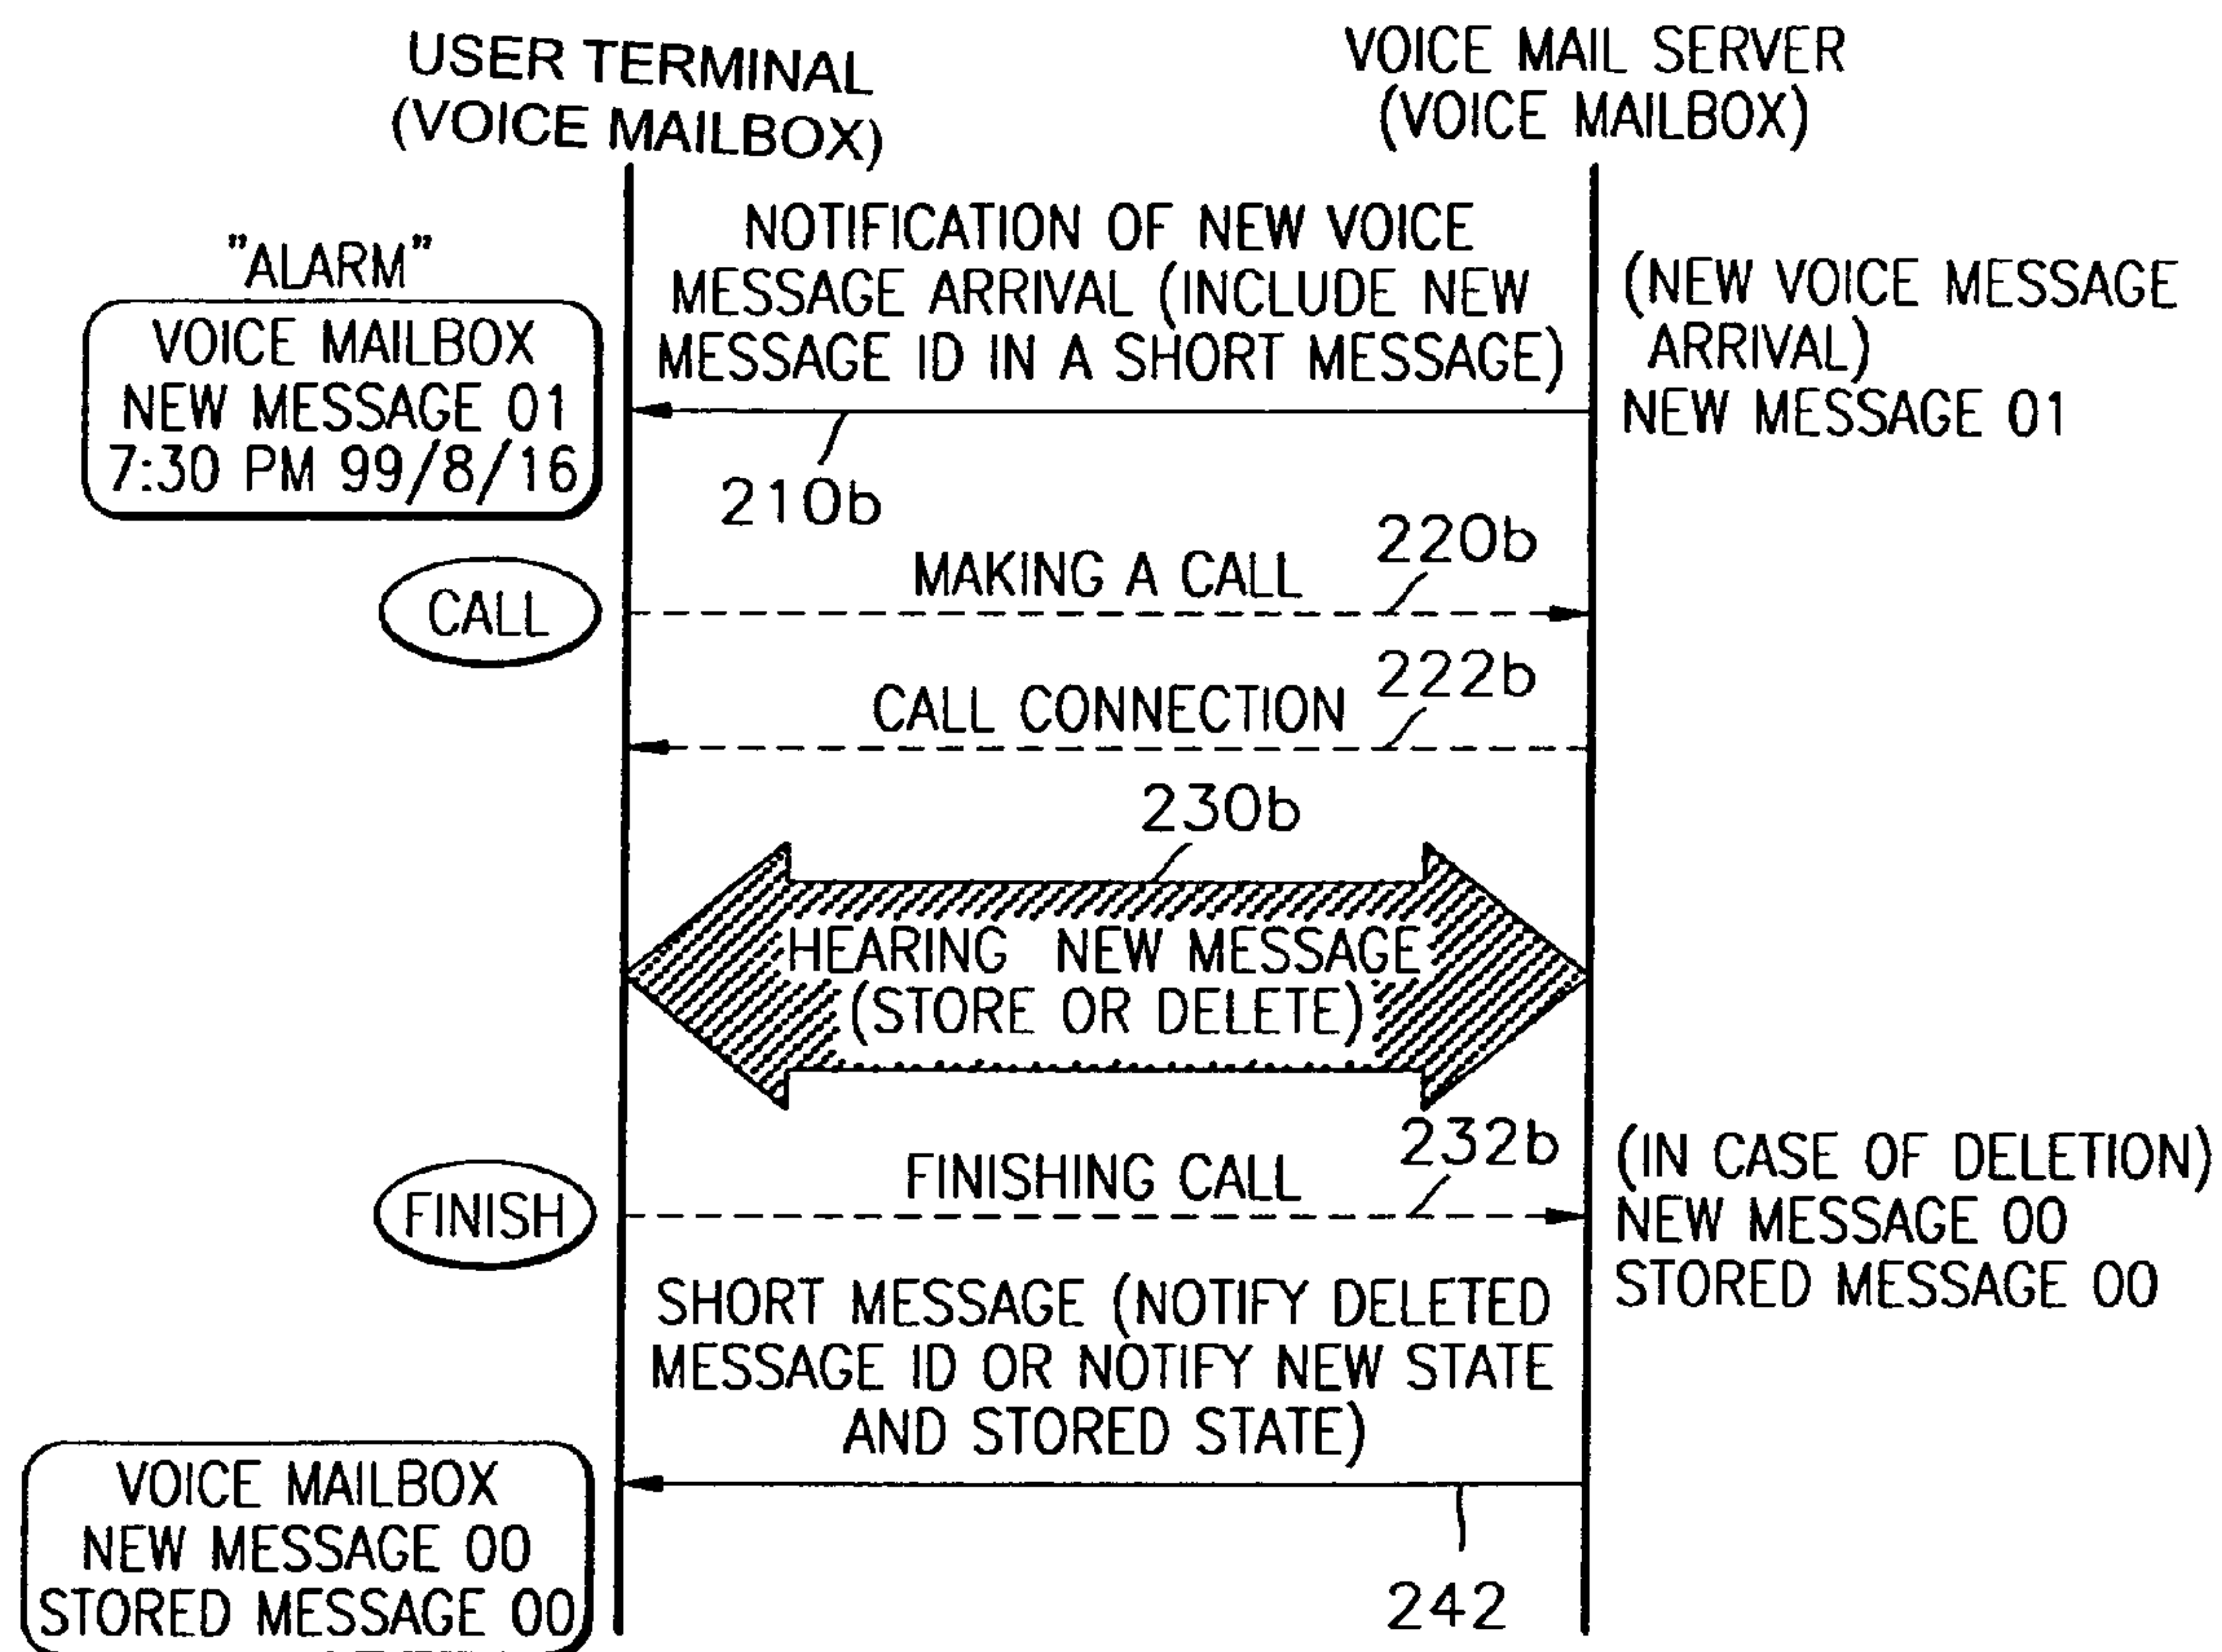 USER TERMINAL
(VOICE MAILBOX)
VOICE MAIL SERVER
(VOICE MAILBOX)
"ALARM"
VOICE MAILBOX
NEW MESSAGE 01
7:30 PM 99/8/16
NOTIFICATION OF NEW VOICE
MESSAGE ARRIVAL (INCLUDE NEW
MESSAGE ID IN A SHORT MESSAGE)
(NEW VOICE MESSAGE
ARRIVAL)
NEW MESSAGE 01
210b
CALL
MAKING A CALL
220b
CALL CONNECTION
222b
230b
HEARING NEW MESSAGE
(STORE OR DELETE)
FINISH
FINISHING CALL
232b
(IN CASE OF DELETION)
NEW MESSAGE 00
STORED MESSAGE 00
SHORT MESSAGE (NOTIFY DELETED
MESSAGE ID OR NOTIFY NEW STATE
AND STORED STATE)
VOICE MAILBOX
NEW MESSAGE 00
STORED MESSAGE 00
242